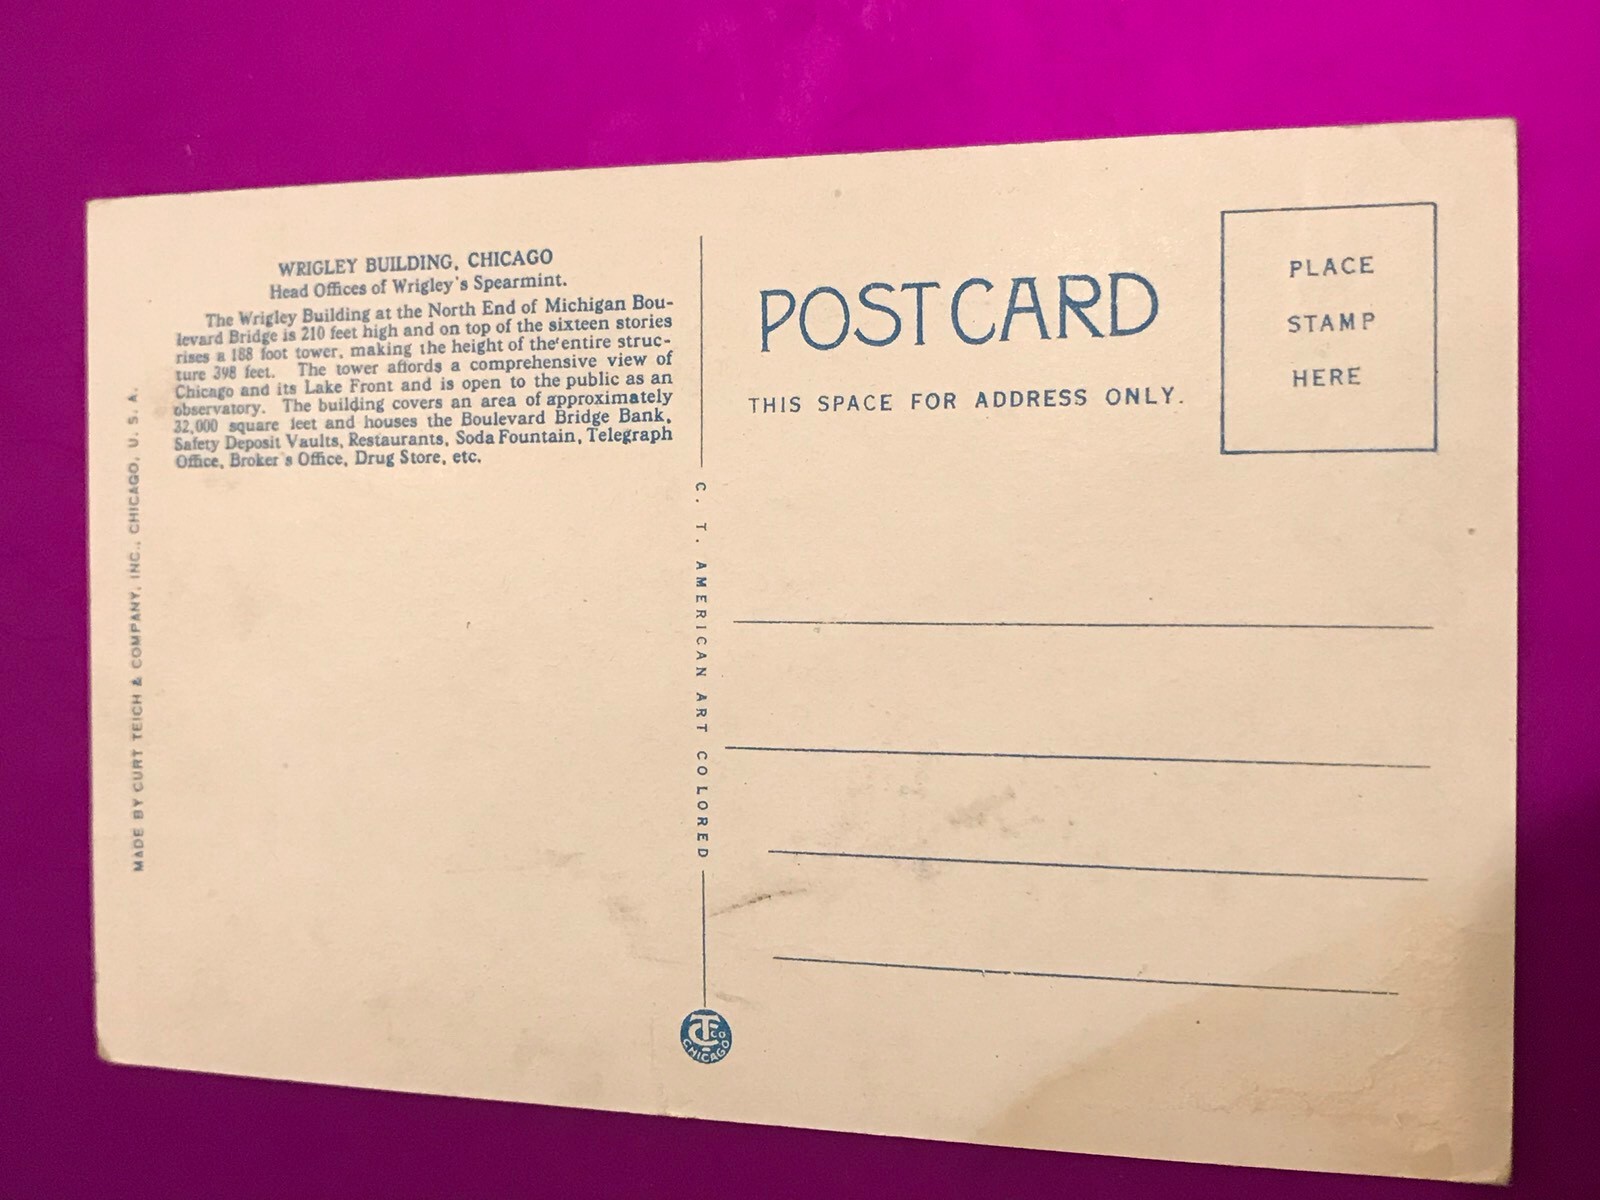 WRIGLEY BUILDING, CHICAGO
Head Offices of Wrigley's Spearmint.
The Wrigley Building at the North End of Michigan Bou-
levard Bridge is 210 feet high and on top of the sixteen stories
rises a 188 foot tower, making the height of the entire struc-
ture 398 feet. The tower affords a comprehensive view of
Chicago and its Lake Front and is open to the public as an
observatory. The building covers an area of approximately
32,000 square feet and houses the Boulevard Bridge Bank,
Safety Deposit Vaults, Restaurants, Soda Fountain, Telegraph
Office, Broker's Office, Drug Store, etc.
MADE BY CURT TEICH & COMPANY, INC., CHICAGO, U. S. A.
C. T. AMERICAN ART COLORED
CT CO
CHICAGO
POST CARD
THIS SPACE FOR ADDRESS ONLY.
PLACE
STAMP
HERE